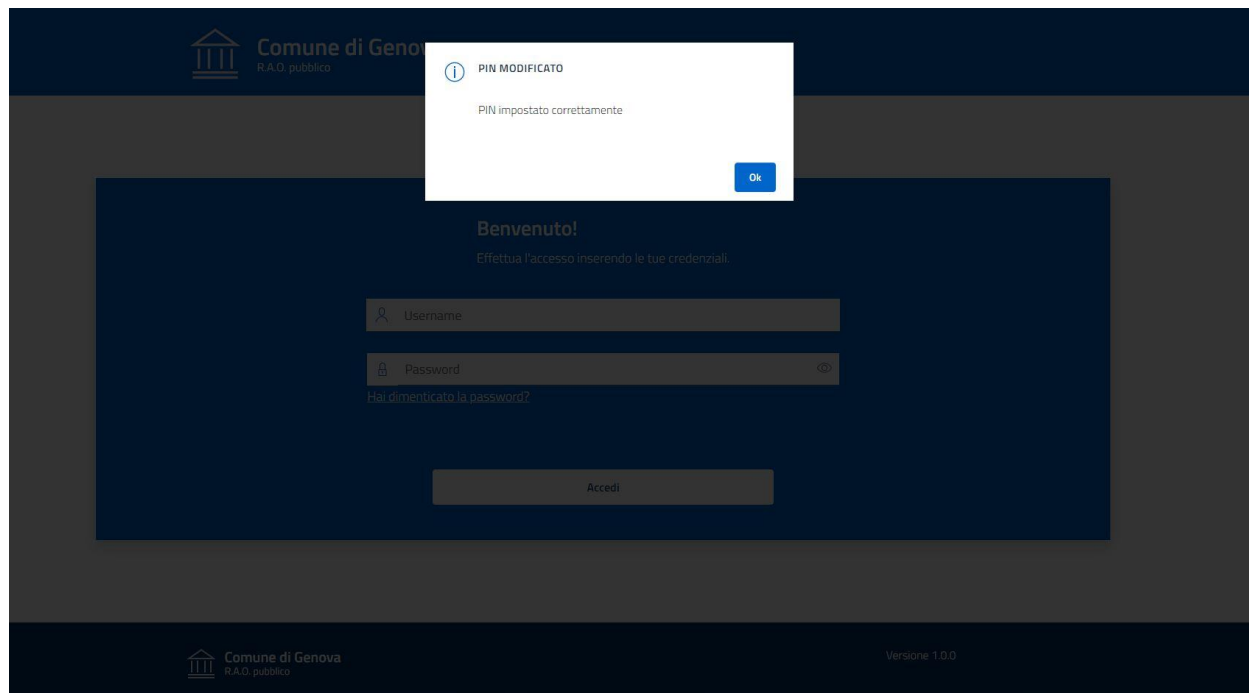 Comune di Genov
R.A.O. pubblico
PIN MODIFICATO
PIN impostato correttamente
Ok
Benvenuto!
Effettua l'accesso inserendo le tue credenziali.
Username
Password
Hai dimenticato la password?
Accedi
Comune di Genova
R.A.O. pubblico
Versione 1.0.0